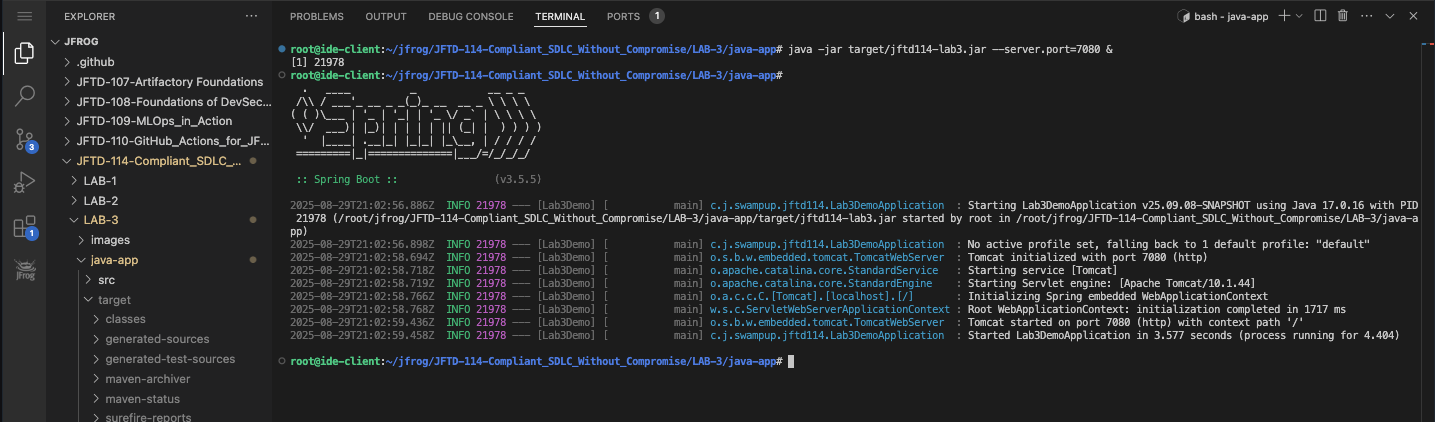 EXPLORER
JFROG
.github
JFTD-107-Artifactory Foundations
JFTD-108-Foundations of DevSec...
JFTD-109-MLOps_in_Action
JFTD-110-GitHub_Actions_for_JF...
JFTD-114-Compliant_SDLC_...
LAB-1
LAB-2
LAB-3
images
java-app
src
target
classes
generated-sources
generated-test-sources
maven-archiver
maven-status
surefire-reports
3
1
JFrog
PROBLEMS OUTPUT DEBUG CONSOLE TERMINAL PORTS 1
bash - java-app
root@ide-client:~/jfrog/JFTD-114-Compliant_SDLC_Without_Compromise/LAB-3/java-app# java -jar target/jftd114-lab3.jar --server.port=7080 &
[1] 21978
root@ide-client:~/jfrog/JFTD-114-Compliant_SDLC_Without_Compromise/LAB-3/java-app#
  .   ____          _            __ _ _
 /\\ / ___'_ __ _ _(_)_ __  __ _ \ \ \ \
( ( )\___ | '_ | '_| | '_ \/ _` | \ \ \ \
 \\/  ___)| |_)| | | | | || (_| |  ) ) ) )
  '  |____| .__|_| |_|_| |_\__, | / / / /
 =========|_|==============|___/=/_/_/_/
:: Spring Boot :: (v3.5.5)
2025-08-29T21:02:56.886Z INFO 21978 --- [Lab3Demo] [ main] c.j.swampup.jftd114.Lab3DemoApplication : Starting Lab3DemoApplication v25.09.08-SNAPSHOT using Java 17.0.16 with PID
21978 (/root/jfrog/JFTD-114-Compliant_SDLC_Without_Compromise/LAB-3/java-app/target/jftd114-lab3.jar started by root in /root/jfrog/JFTD-114-Compliant_SDLC_Without_Compromise/LAB-3/java-a
pp)
2025-08-29T21:02:56.898Z INFO 21978 --- [Lab3Demo] [ main] c.j.swampup.jftd114.Lab3DemoApplication : No active profile set, falling back to 1 default profile: "default"
2025-08-29T21:02:58.694Z INFO 21978 --- [Lab3Demo] [ main] o.s.b.w.embedded.tomcat.TomcatWebServer : Tomcat initialized with port 7080 (http)
2025-08-29T21:02:58.718Z INFO 21978 --- [Lab3Demo] [ main] o.apache.catalina.core.StandardService : Starting service [Tomcat]
2025-08-29T21:02:58.719Z INFO 21978 --- [Lab3Demo] [ main] o.apache.catalina.core.StandardEngine : Starting Servlet engine: [Apache Tomcat/10.1.44]
2025-08-29T21:02:58.766Z INFO 21978 --- [Lab3Demo] [ main] o.a.c.c.C.[Tomcat].[localhost].[/] : Initializing Spring embedded WebApplicationContext
2025-08-29T21:02:58.768Z INFO 21978 --- [Lab3Demo] [ main] w.s.c.ServletWebServerApplicationContext : Root WebApplicationContext: initialization completed in 1717 ms
2025-08-29T21:02:59.436Z INFO 21978 --- [Lab3Demo] [ main] o.s.b.w.embedded.tomcat.TomcatWebServer : Tomcat started on port 7080 (http) with context path '/'
2025-08-29T21:02:59.458Z INFO 21978 --- [Lab3Demo] [ main] c.j.swampup.jftd114.Lab3DemoApplication : Started Lab3DemoApplication in 3.577 seconds (process running for 4.404)
root@ide-client:~/jfrog/JFTD-114-Compliant_SDLC_Without_Compromise/LAB-3/java-app#